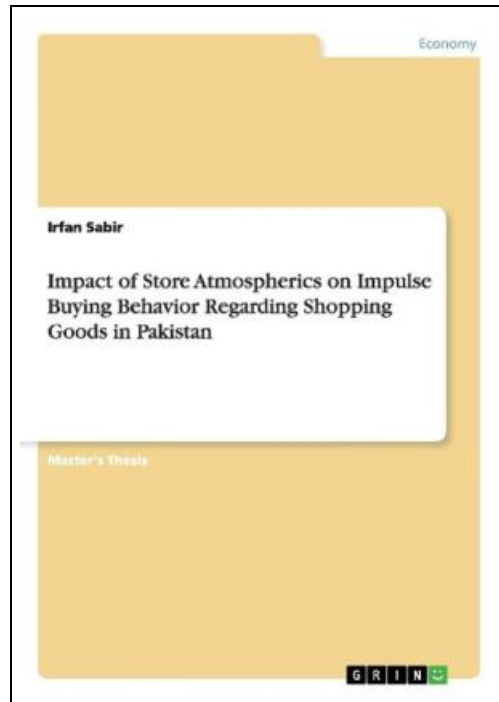 Economy
Irfan Sabir
Impact of Store Atmospherics on Impulse
Buying Behavior Regarding Shopping
Goods in Pakistan
Master's Thesis
GRIN